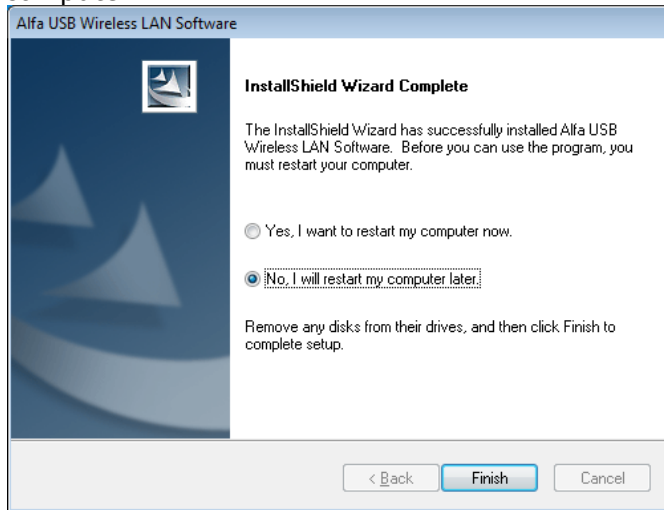 Alfa USB Wireless LAN Software
InstallShield Wizard Complete
The InstallShield Wizard has successfully installed Alfa USB
Wireless LAN Software. Before you can use the program, you
must restart your computer.
Yes, I want to restart my computer now.
No, I will restart my computer later.
Remove any disks from their drives, and then click Finish to
complete setup.
< Back
Finish
Cancel